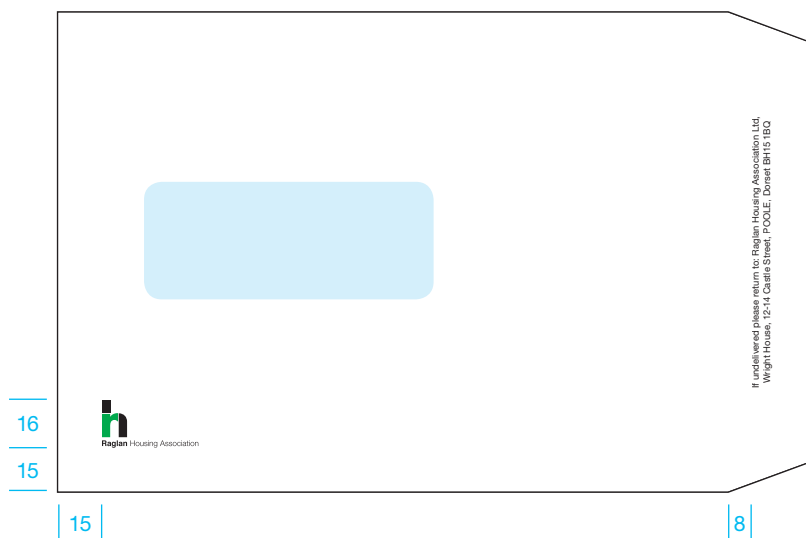 If undelivered please return to: Raglan Housing Association Ltd,
Wright House, 12-14 Castle Street, POOLE, Dorset BH15 1BQ
16
Raglan Housing Association
15
15
8